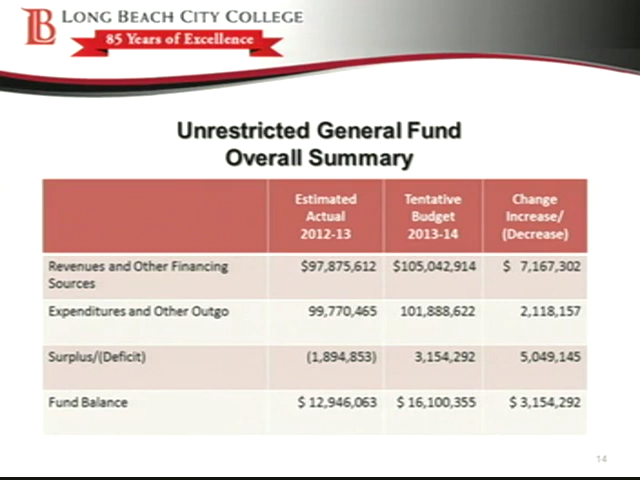 LB LONG BEACH CITY COLLEGE
85 Years of Excellence
Unrestricted General Fund
Overall Summary
Estimated Actual 2012-13 Tentative Budget 2013-14 Change Increase/ (Decrease)
Revenues and Other Financing Sources $97,875,612 $105,042,914 $ 7,167,302
Expenditures and Other Outgo 99,770,465 101,888,622 2,118,157
Surplus/(Deficit) (1,894,853) 3,154,292 5,049,145
Fund Balance $ 12,946,063 $ 16,100,355 $ 3,154,292
14